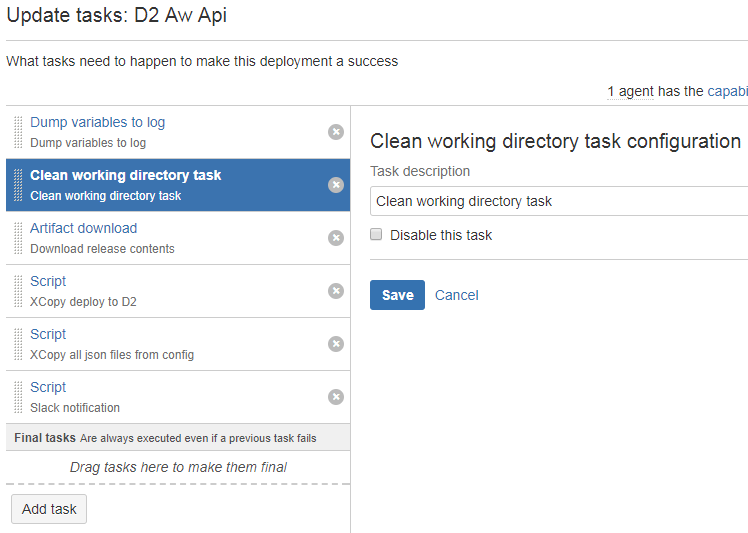 Update tasks: D2 Aw Api
What tasks need to happen to make this deployment a success
1 agent has the capabi
Dump variables to log
Dump variables to log
Clean working directory task
Clean working directory task
Artifact download
Download release contents
Script
XCopy deploy to D2
Script
XCopy all json files from config
Script
Slack notification
Final tasks Are always executed even if a previous task fails
Drag tasks here to make them final
Add task
Clean working directory task configuration
Task description
Clean working directory task
Disable this task
Save Cancel